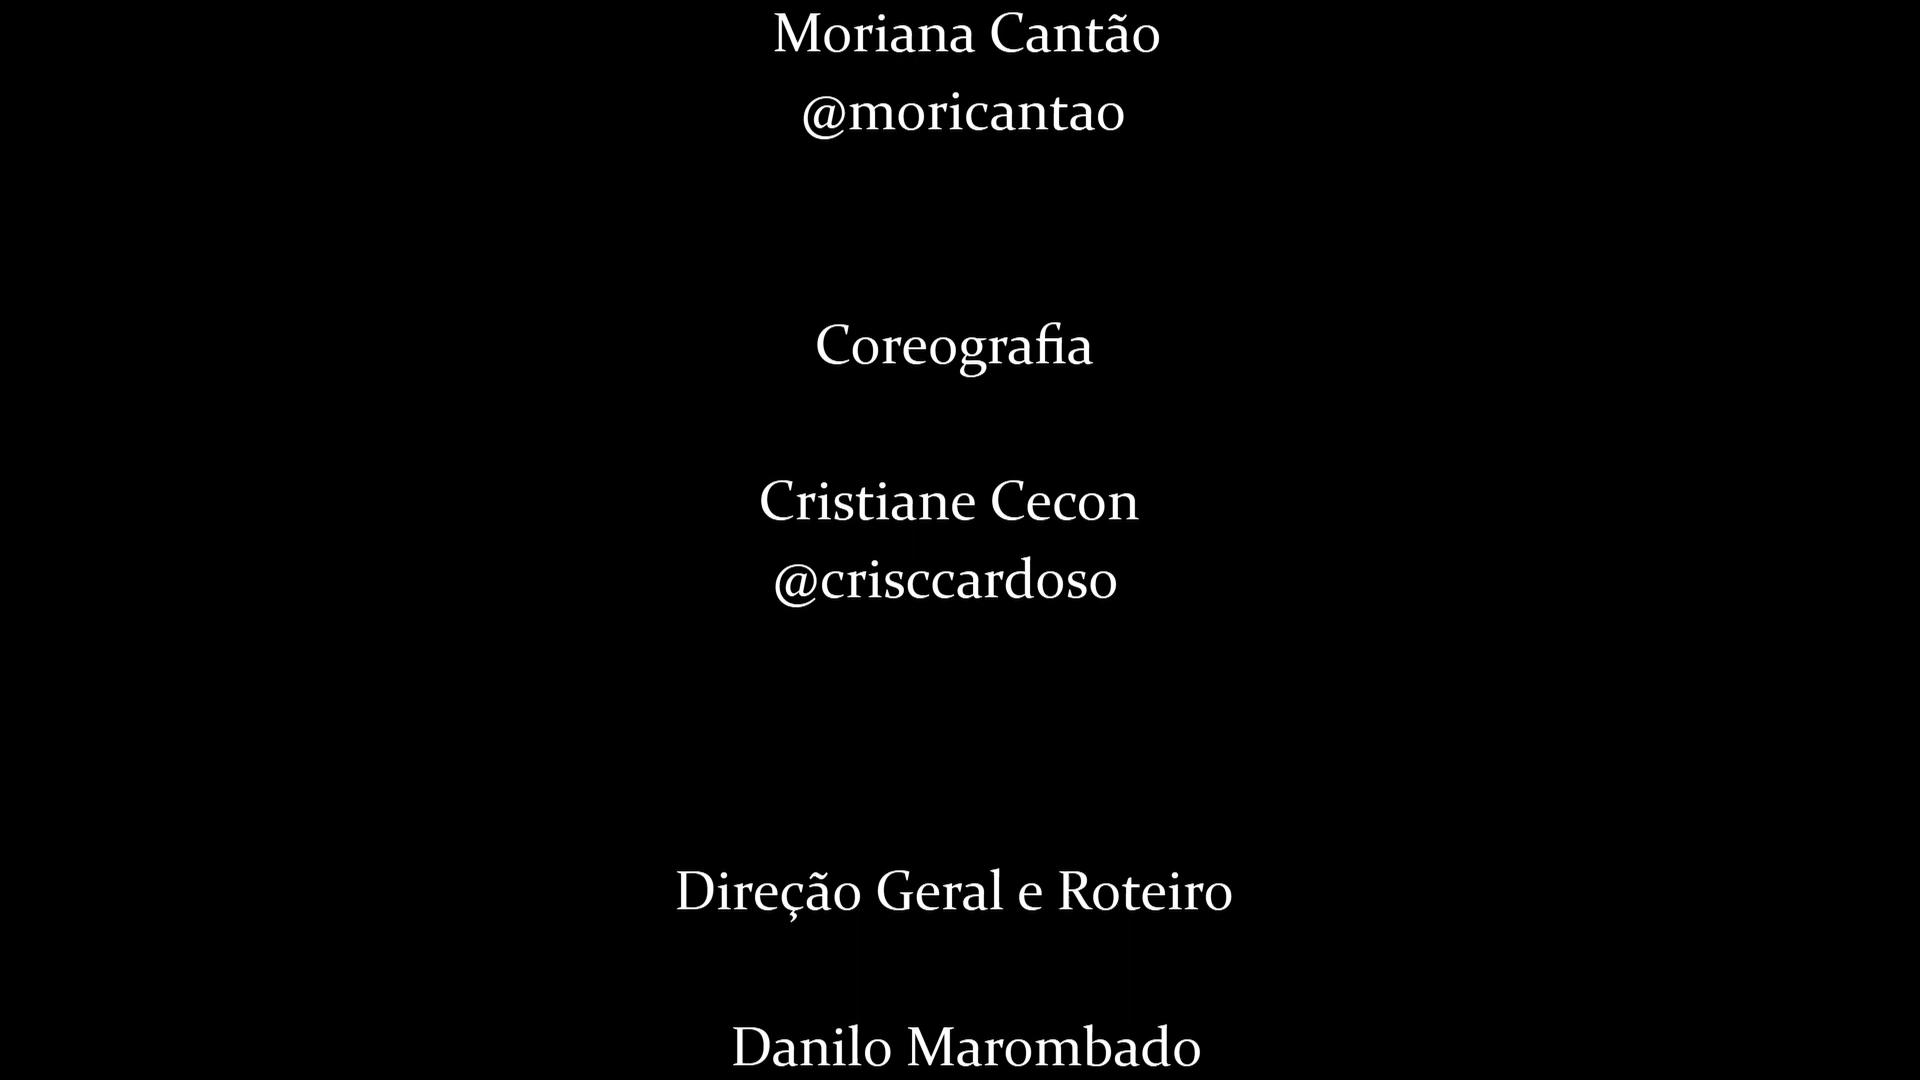 Moriana Cantão
@moricantao
Coreografia
Cristiane Cecon
@crisccardoso
Direção Geral e Roteiro
Danilo Marombado